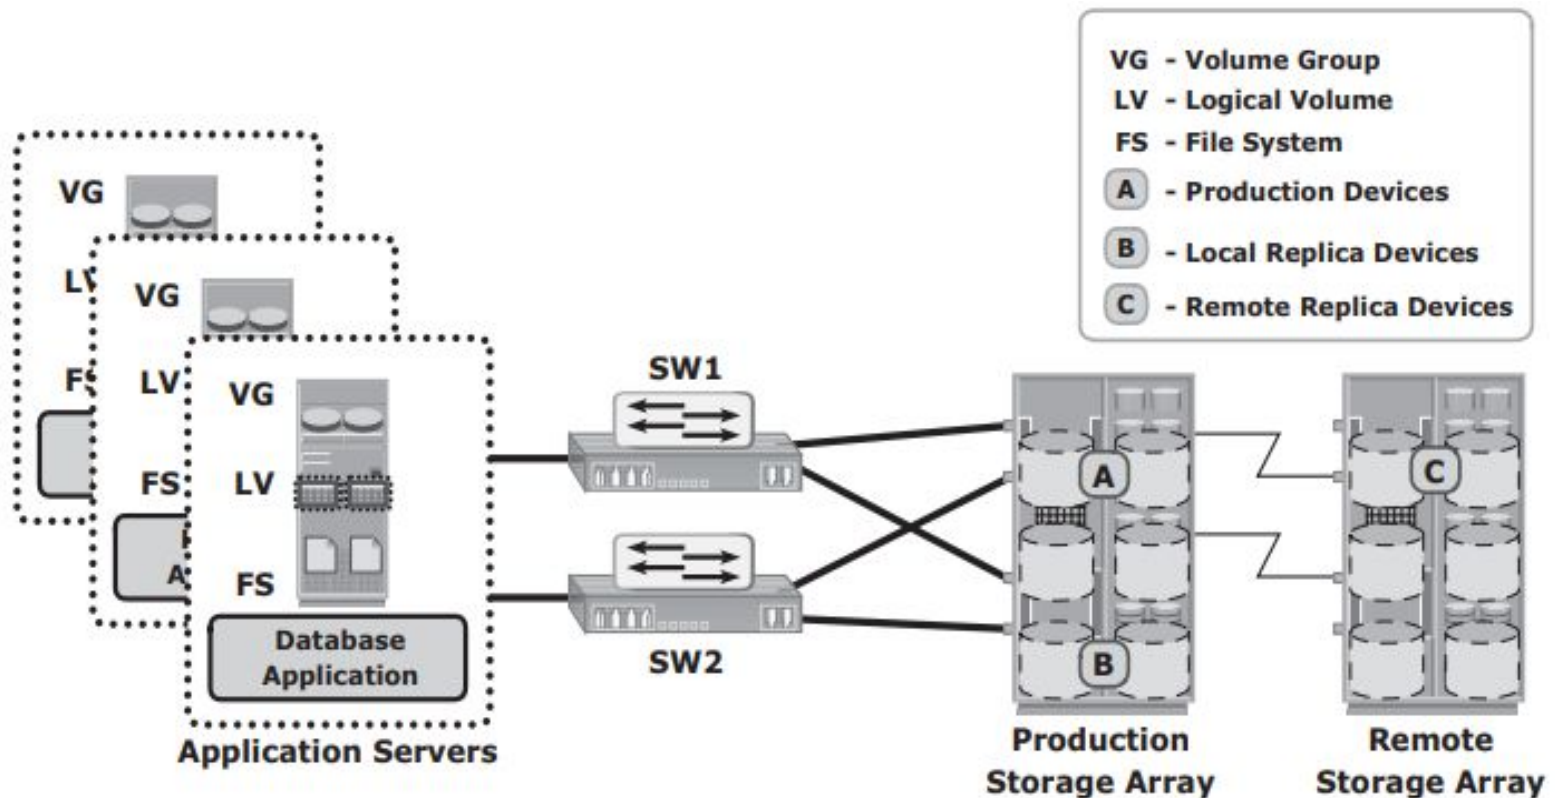 VG - Volume Group
LV - Logical Volume
FS - File System
A - Production Devices
B - Local Replica Devices
C - Remote Replica Devices
VG
LV
FS
VG
LV
FS
A
VG
LV
FS
Database
Application
Application Servers
SW1
SW2
A
B
Production
Storage Array
C
Remote
Storage Array